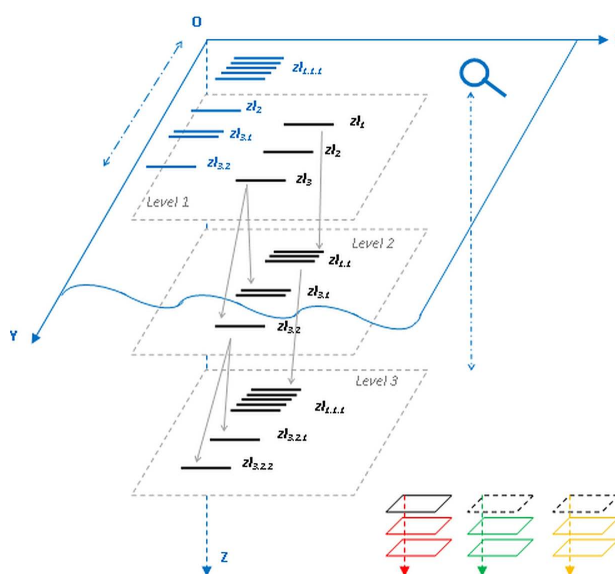 O
zl1.1.1
zl2
zl1
zl3.1
zl2
zl3.2
zl3
Level 1
Level 2
zl1.1
zl3.1
zl3.2
Y
Level 3
zl1.1.1
zl3.2.1
zl3.2.2
Z